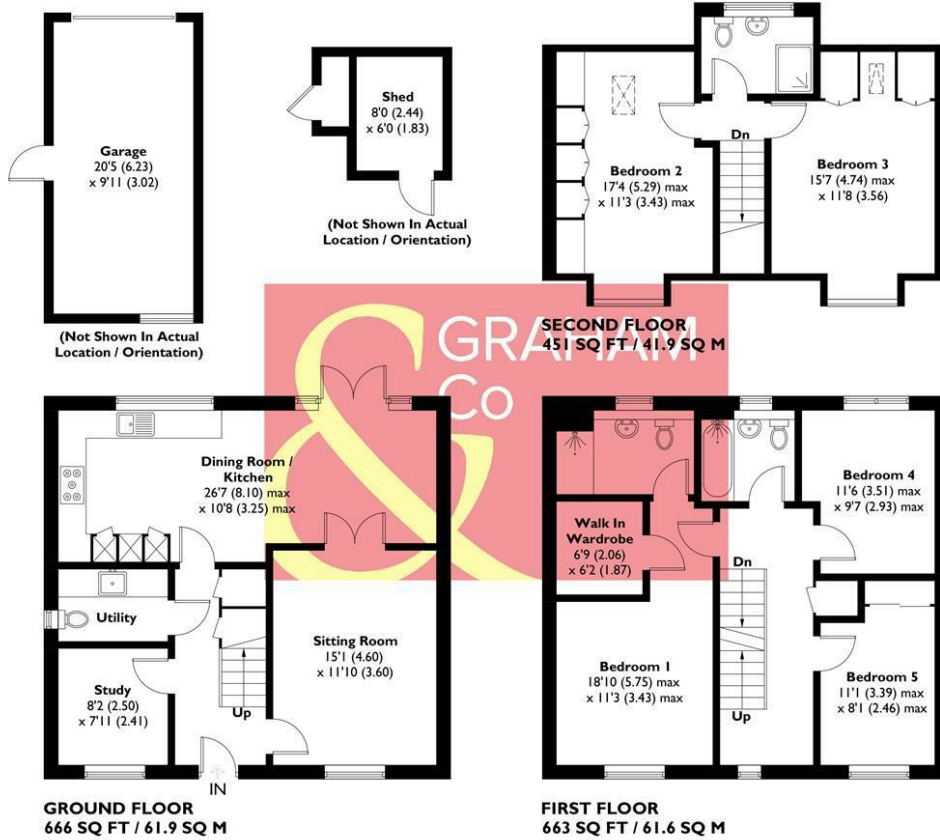 Garage
20'5 (6.23)
x 9'11 (3.02)
(Not Shown In Actual
Location / Orientation)
Shed
8'0 (2.44)
x 6'0 (1.83)
(Not Shown In Actual
Location / Orientation)
Bedroom 2
17'4 (5.29) max
x 11'3 (3.43) max
Dn
Bedroom 3
15'7 (4.74) max
x 11'8 (3.56)
SECOND FLOOR
451 SQ FT / 41.9 SQ M
&
GRAHAM
Co
Dining Room /
Kitchen
26'7 (8.10) max
x 10'8 (3.25) max
Utility
Study
8'2 (2.50)
x 7'11 (2.41)
Up
Sitting Room
15'1 (4.60)
x 11'10 (3.60)
IN
GROUND FLOOR
666 SQ FT / 61.9 SQ M
Walk In
Wardrobe
6'9 (2.06)
x 6'2 (1.87)
Bedroom 1
18'10 (5.75) max
x 11'3 (3.43) max
Dn
Up
Bedroom 4
11'6 (3.51) max
x 9'7 (2.93) max
Bedroom 5
11'1 (3.39) max
x 8'1 (2.46) max
FIRST FLOOR
663 SQ FT / 61.6 SQ M